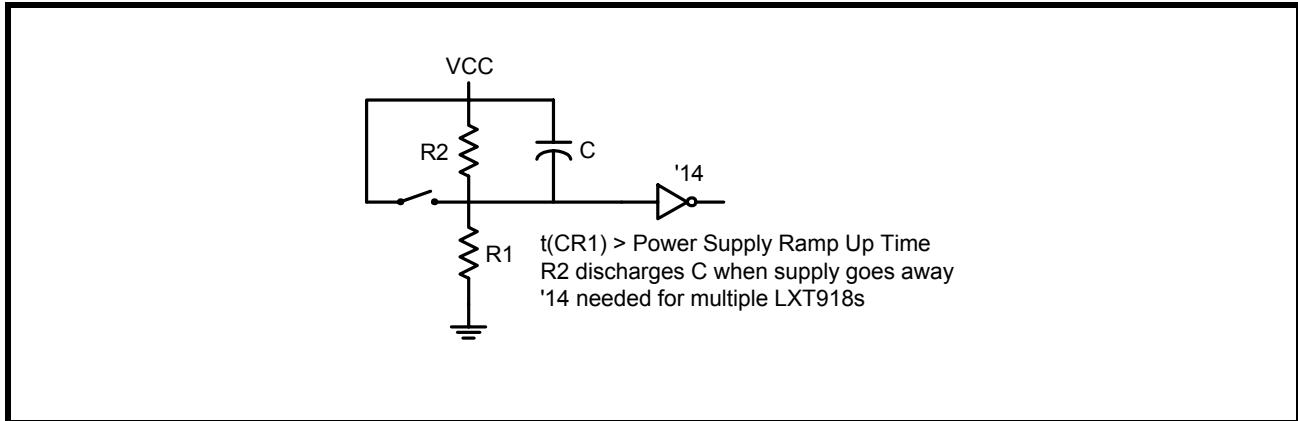 VCC
R2
C
'14
R1
t(CR1) > Power Supply Ramp Up Time
R2 discharges C when supply goes away
'14 needed for multiple LXT918s